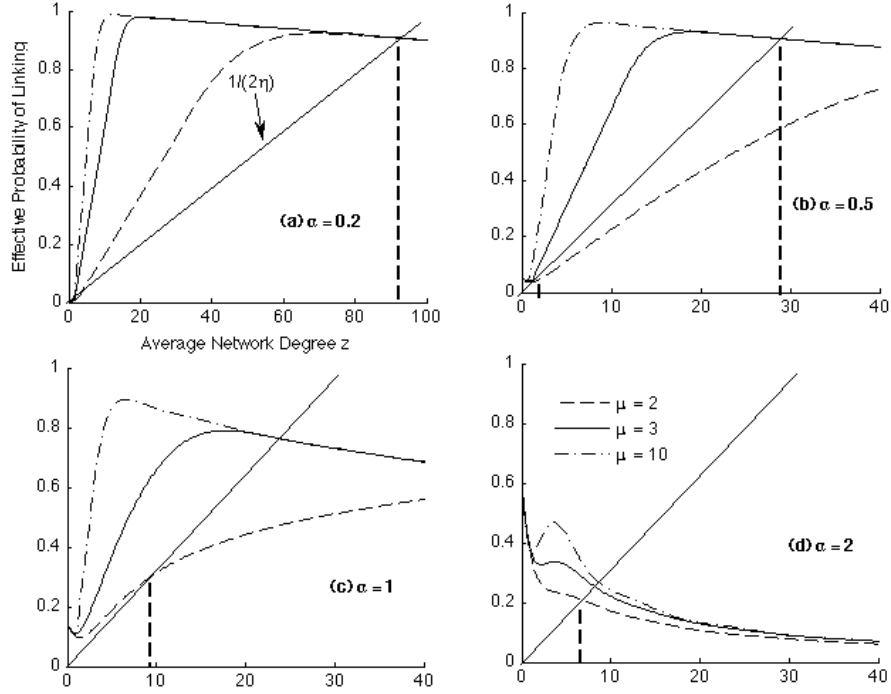 1
0.8
0.6
0.4
0.2
0
0 20 40 60 80 100
Effective Probability of Linking
Average Network Degree z
1/(2η)
(a) α = 0.2
1
0.8
0.6
0.4
0.2
0
0 10 20 30 40
(b) α = 0.5
1
0.8
0.6
0.4
0.2
0
0 10 20 30 40
(c) α = 1
1
0.8
0.6
0.4
0.2
0
0 10 20 30 40
μ = 2
μ = 3
μ = 10
(d) α = 2